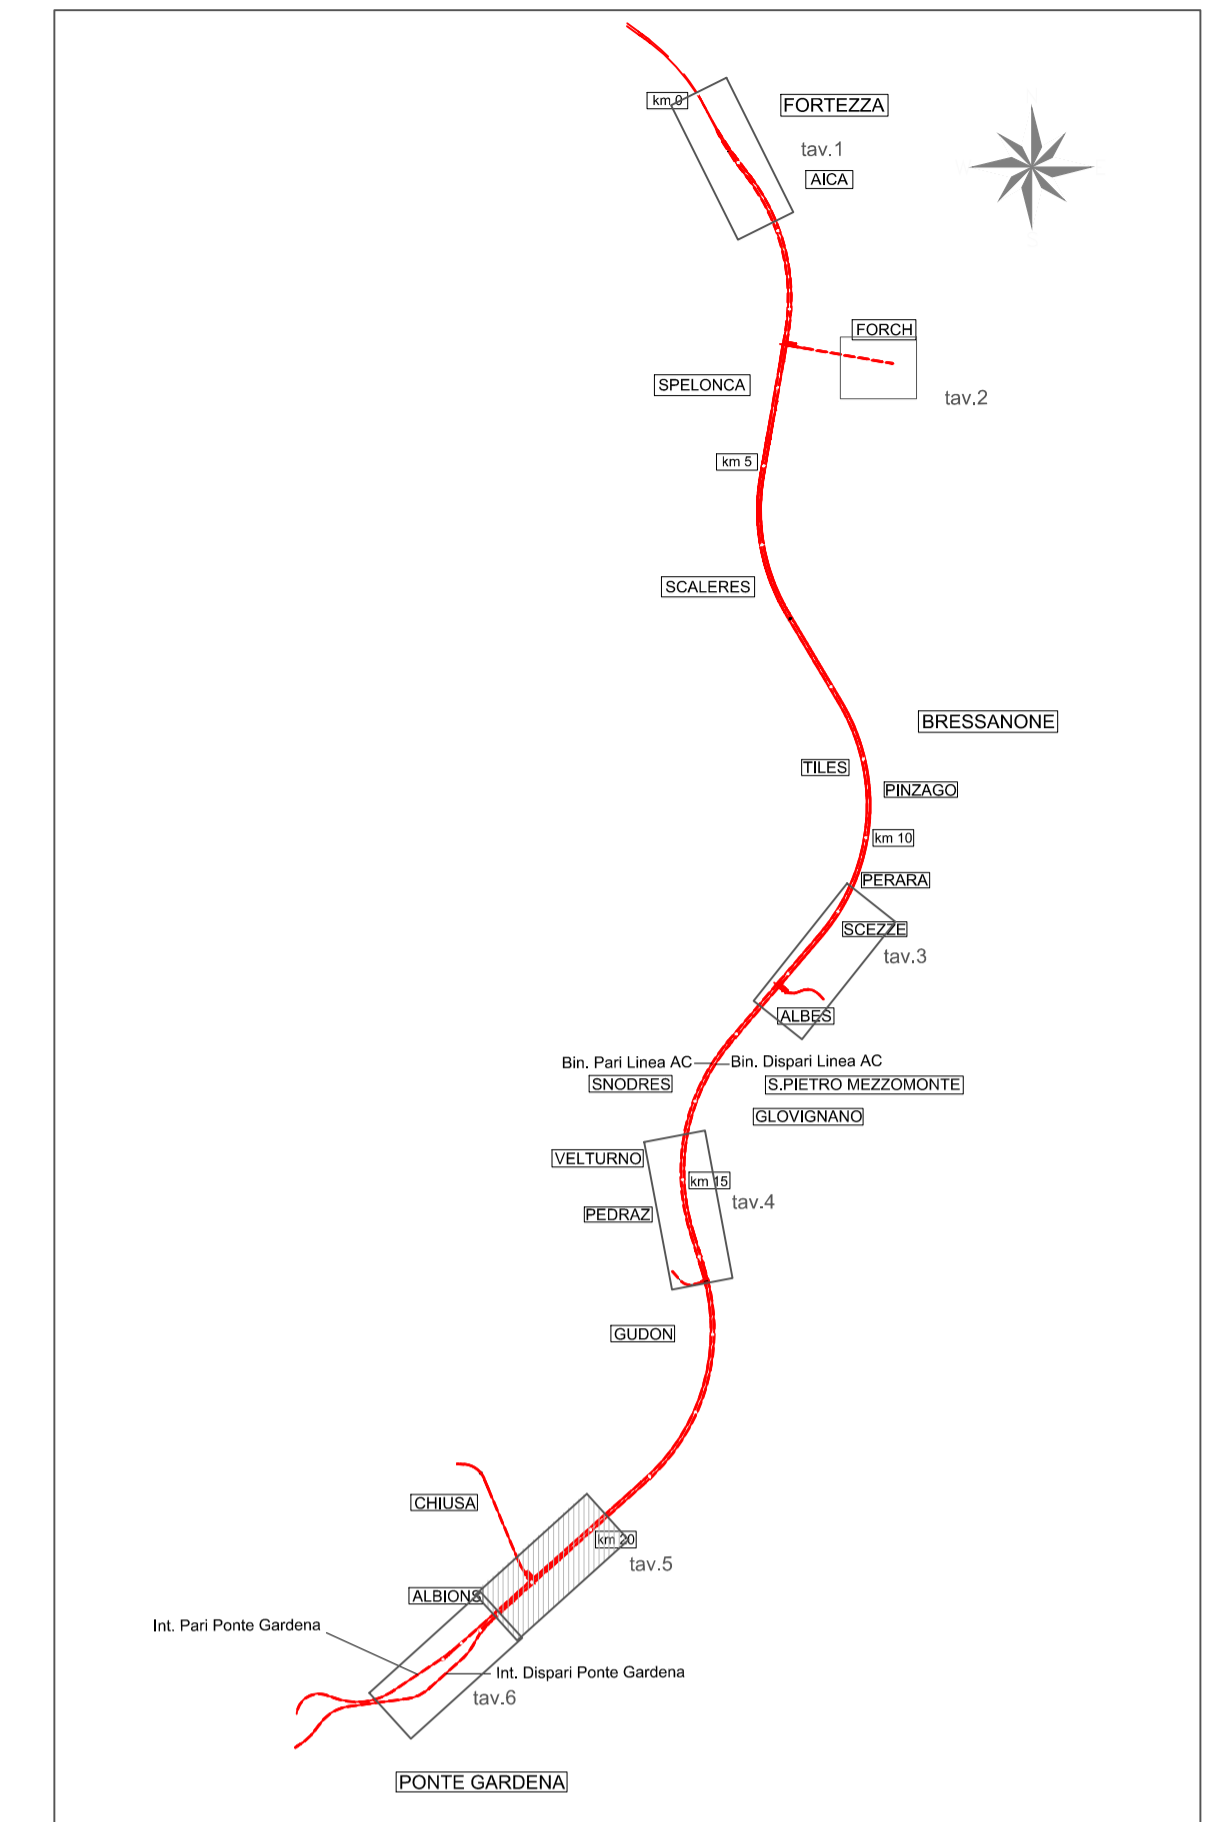 km 0
FORTEZZA
tav.1
AICA
FORCH
SPELONCA
tav.2
km 5
SCALERES
BRESSANONE
TILES
PINZAGO
km 10
PERARA
SCEZZE
tav.3
ALBES
Bin. Pari Linea AC
Bin. Dispari Linea AC
SNODRES
S.PIETRO MEZZOMONTE
GLOVIGNANO
VELTURNO
km 15
tav.4
PEDRAZ
GUDON
CHIUSA
km 20
tav.5
ALBIONS
Int. Pari Ponte Gardena
Int. Dispari Ponte Gardena
tav.6
PONTE GARDENA